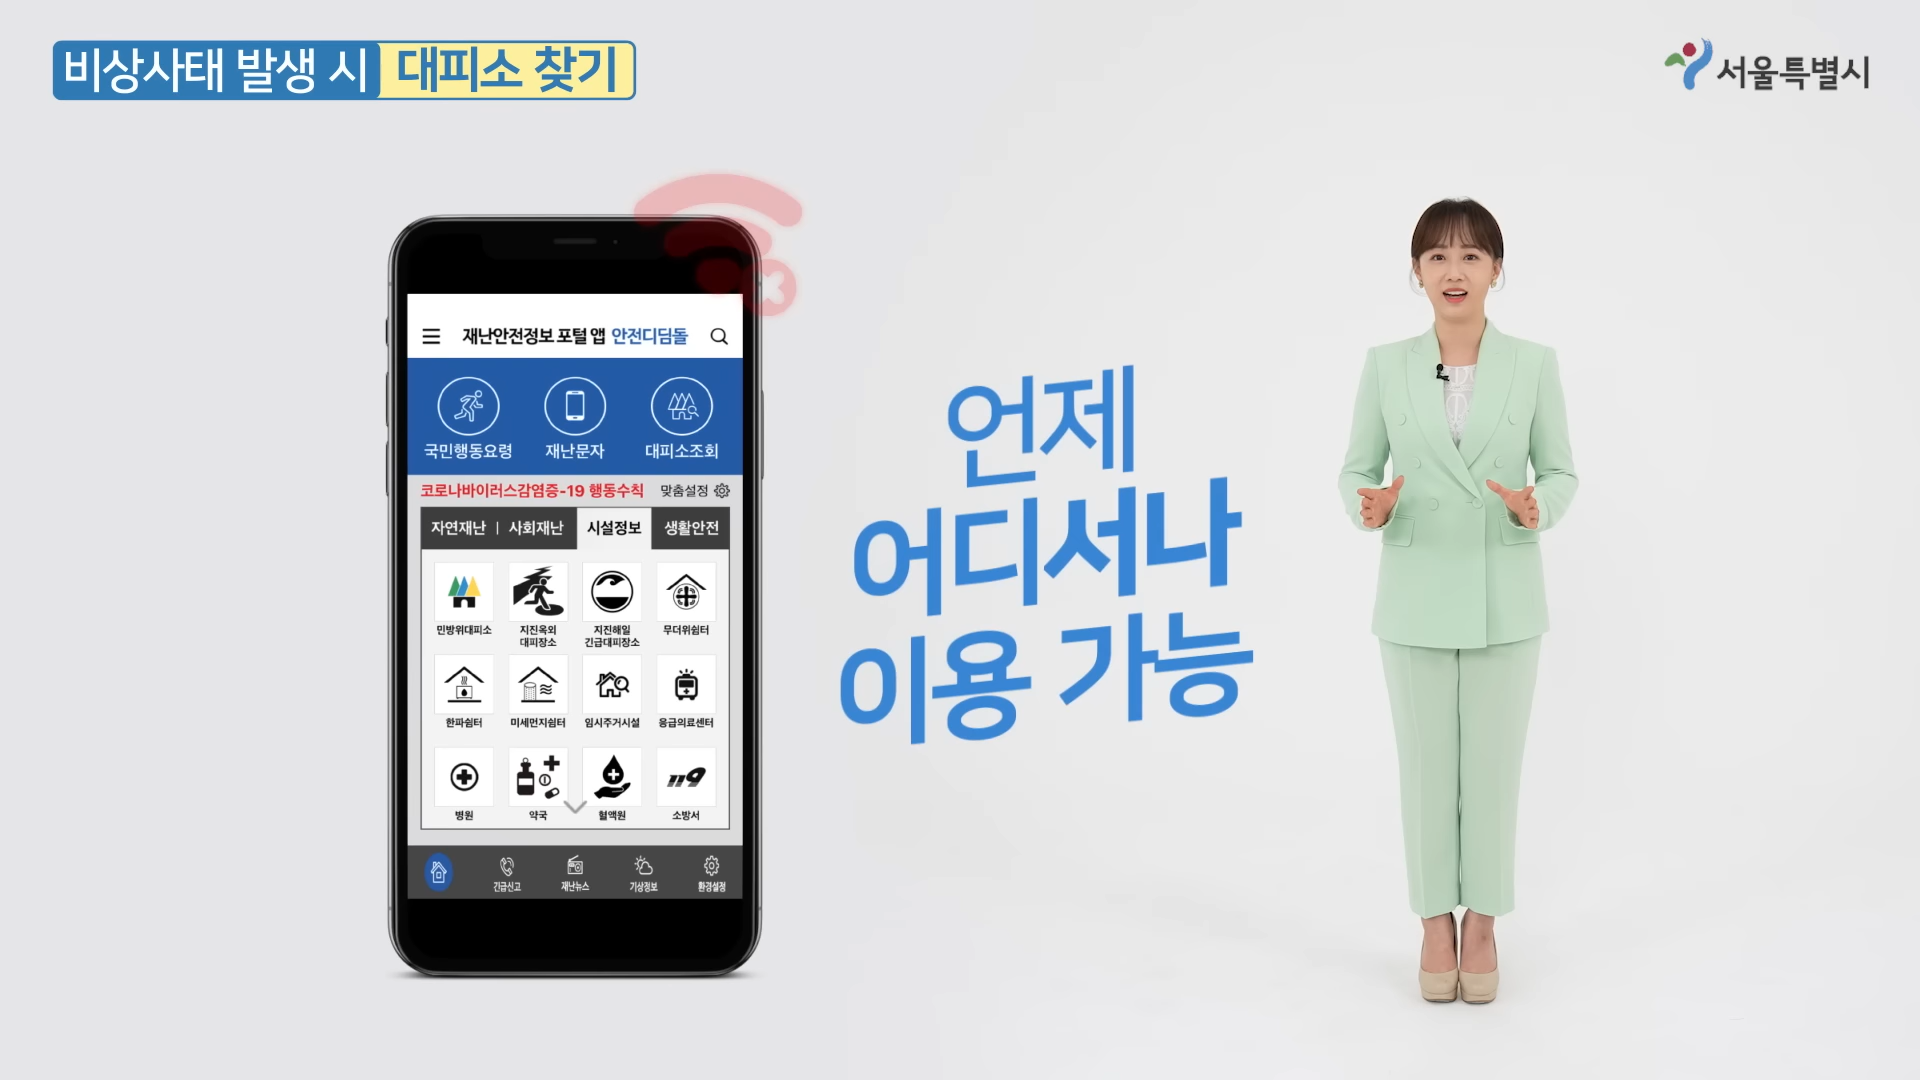 비상사태 발생 시 대피소 찾기
서울특별시
재난안전정보 포털 앱 안전디딤돌
국민행동요령 재난문자 대피소조회
코로나바이러스감염증-19 행동수칙 맞춤설정
자연재난 | 사회재난 시설정보 생활안전
민방위대피소 지진옥외 지진해일 무더위쉼터
대피장소 긴급대피장소
한파쉼터 미세먼지쉼터 임시주거시설 응급의료센터
119
병원 약국 혈액원 소방서
긴급신고 재난뉴스 기상정보 환경설정
언제
어디서나
이용 가능